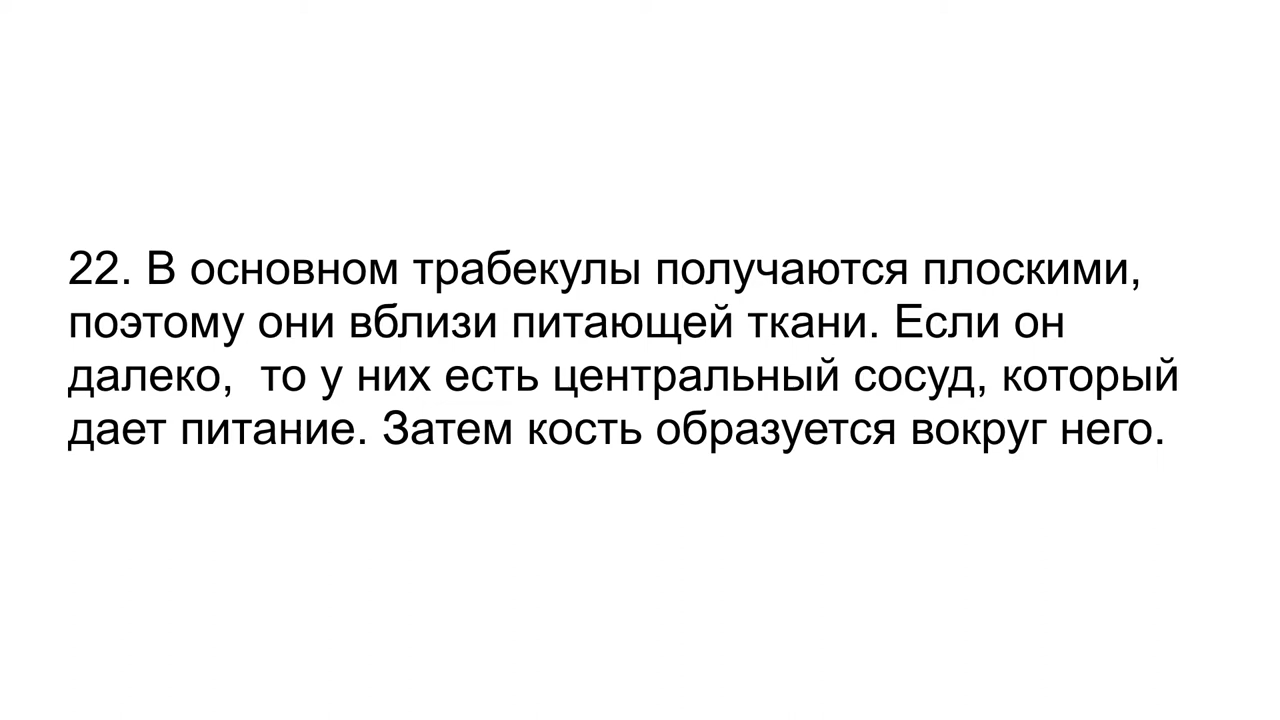 22. В основном трабекулы получаются плоскими,
поэтому они вблизи питающей ткани. Если он
далеко,  то у них есть центральный сосуд, который
дает питание. Затем кость образуется вокруг него.